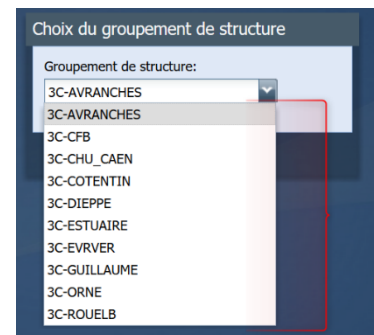 Choix du groupement de structure
Groupement de structure:
3C-AVRANCHES
3C-AVRANCHES
3C-CFB
3C-CHU_CAEN
3C-COTENTIN
3C-DIEPPE
3C-ESTUAIRE
3C-EVRVER
3C-GUILLAUME
3C-ORNE
3C-ROUELB